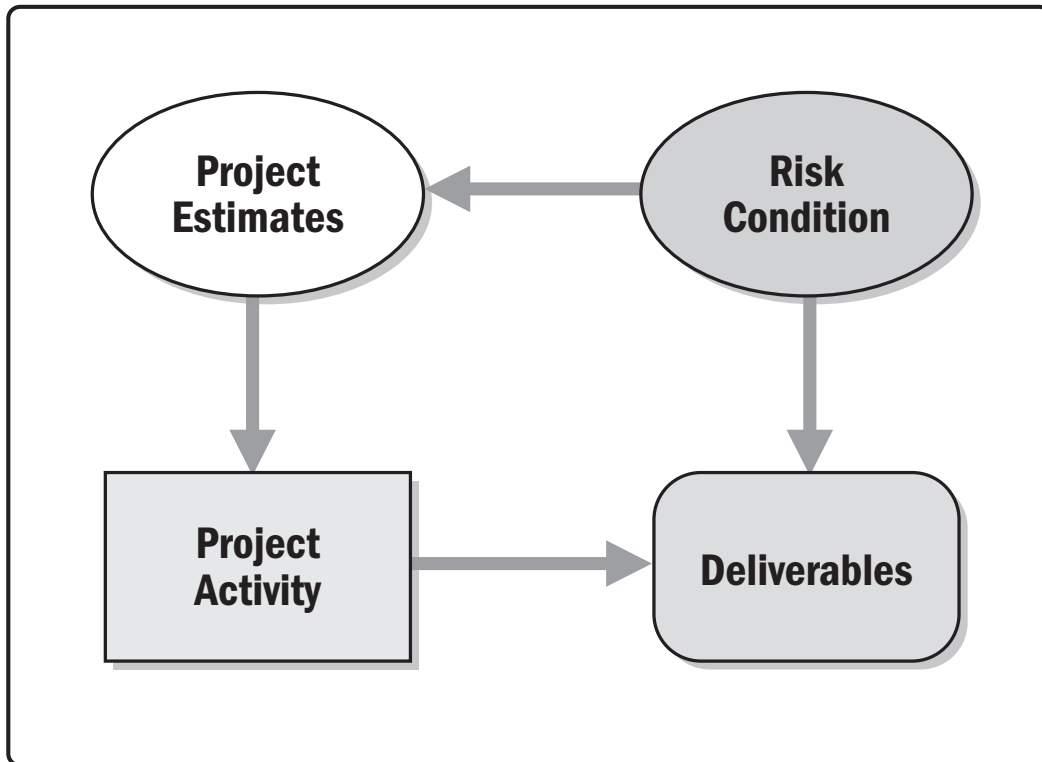 Project
Estimates
Risk
Condition
Project
Activity
Deliverables